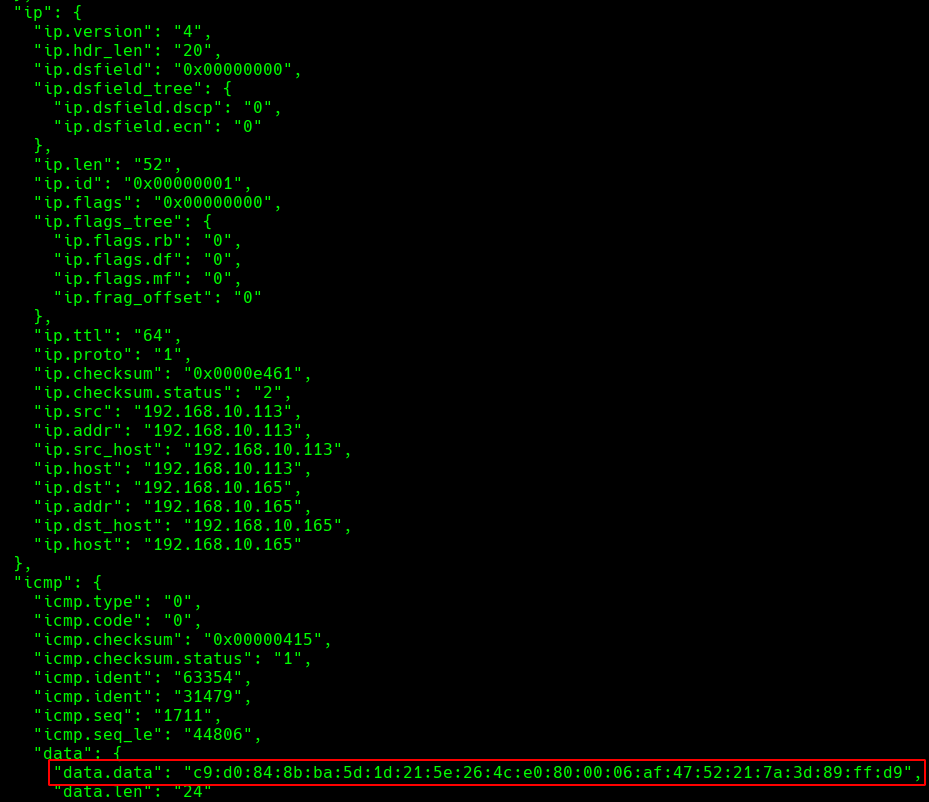 },
"ip": {
"ip.version": "4",
"ip.hdr_len": "20",
"ip.dsfield": "0x00000000",
"ip.dsfield_tree": {
"ip.dsfield.dscp": "0",
"ip.dsfield.ecn": "0"
},
"ip.len": "52",
"ip.id": "0x00000001",
"ip.flags": "0x00000000",
"ip.flags_tree": {
"ip.flags.rb": "0",
"ip.flags.df": "0",
"ip.flags.mf": "0",
"ip.frag_offset": "0"
},
"ip.ttl": "64",
"ip.proto": "1",
"ip.checksum": "0x0000e461",
"ip.checksum.status": "2",
"ip.src": "192.168.10.113",
"ip.addr": "192.168.10.113",
"ip.src_host": "192.168.10.113",
"ip.host": "192.168.10.113",
"ip.dst": "192.168.10.165",
"ip.addr": "192.168.10.165",
"ip.dst_host": "192.168.10.165",
"ip.host": "192.168.10.165"
},
"icmp": {
"icmp.type": "0",
"icmp.code": "0",
"icmp.checksum": "0x00000415",
"icmp.checksum.status": "1",
"icmp.ident": "63354",
"icmp.ident": "31479",
"icmp.seq": "1711",
"icmp.seq_le": "44806",
"data": {
"data.data": "c9:d0:84:8b:ba:5d:1d:21:5e:26:4c:e0:80:00:06:af:47:52:21:7a:3d:89:ff:d9",
"data.len": "24"